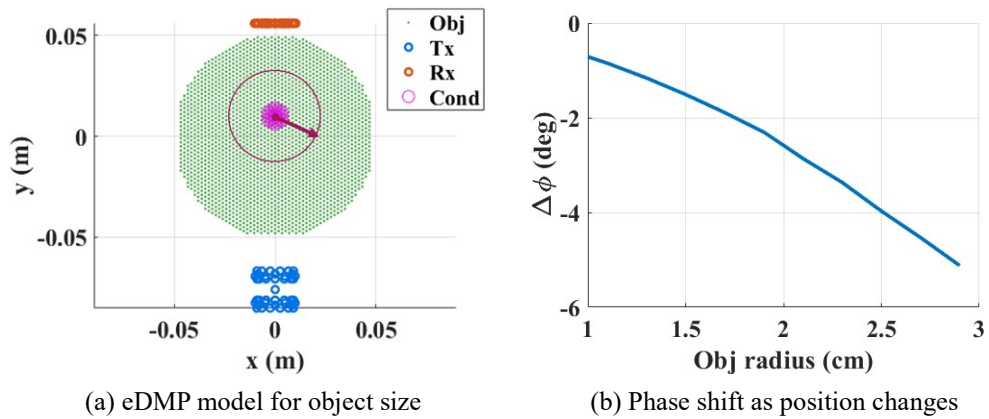 0.05
0
-0.05
y (m)
-0.05
0
0.05
x (m)
Obj
Tx
Rx
Cond
(a) eDMP model for object size
0
-2
-4
-6
Δϕ (deg)
1
1.5
2
2.5
3
Obj radius (cm)
(b) Phase shift as position changes